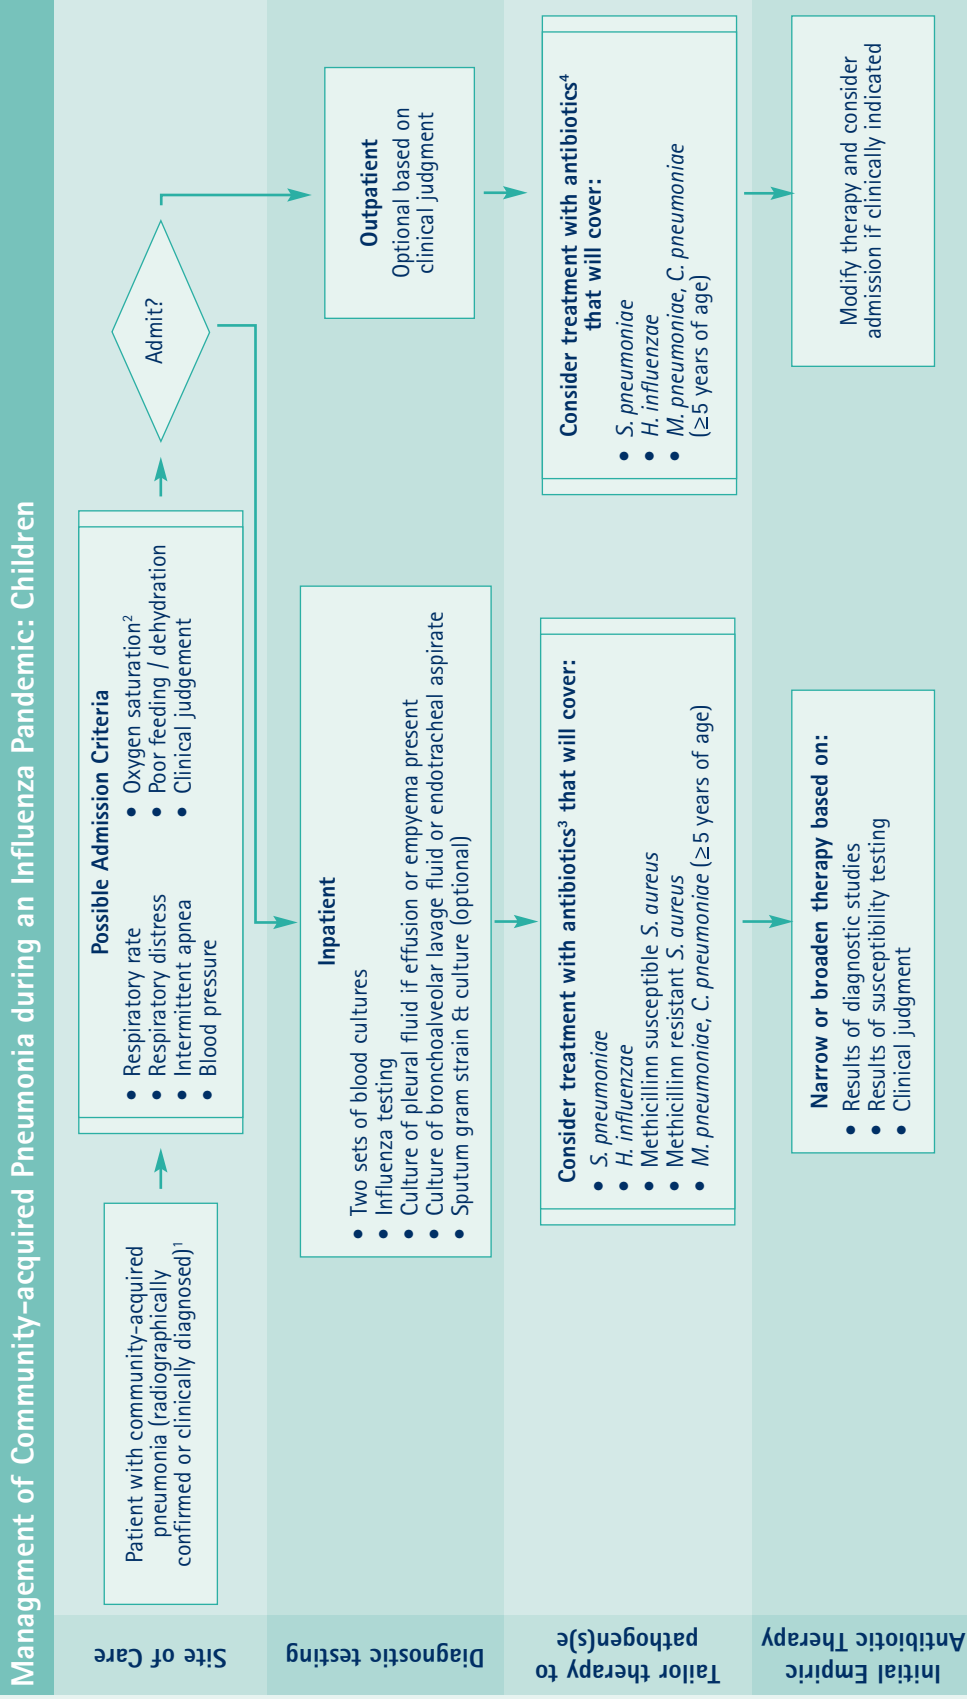 Management of Community-acquired Pneumonia during an Influenza Pandemic: Children
Site of Care
Patient with community-acquired
pneumonia (radiographically
confirmed or clinically diagnosed)1
Possible Admission Criteria
• Respiratory rate
• Respiratory distress
• Intermittent apnea
• Blood pressure
• Oxygen saturation2
• Poor feeding / dehydration
• Clinical judgement
Admit?
Diagnostic testing
Inpatient
• Two sets of blood cultures
• Influenza testing
• Culture of pleural fluid if effusion or empyema present
• Culture of bronchoalveolar lavage fluid or endotracheal aspirate
• Sputum gram strain & culture (optional)
Outpatient
Optional based on
clinical judgment
Tailor therapy to
pathogen(s)e
Consider treatment with antibiotics3 that will cover:
• S. pneumoniae
• H. influenzae
• Methicillinn susceptible S. aureus
• Methicillinn resistant S. aureus
• M. pneumoniae, C. pneumoniae (≥5 years of age)
Consider treatment with antibiotics4
that will cover:
• S. pneumoniae
• H. influenzae
• M. pneumoniae, C. pneumoniae
(≥5 years of age)
Initial Empiric
Antibiotic Therapy
Narrow or broaden therapy based on:
• Results of diagnostic studies
• Results of susceptibility testing
• Clinical judgment
Modify therapy and consider
admission if clinically indicated